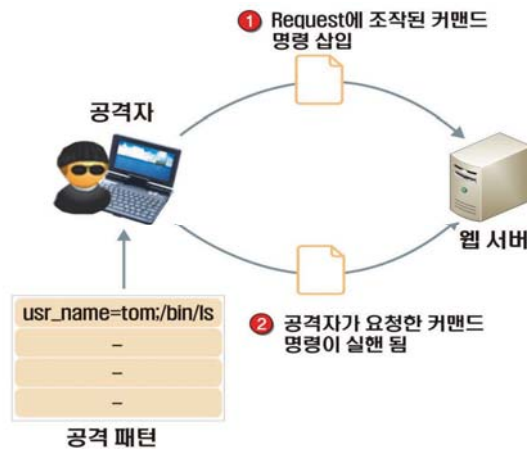 1 Request에 조작된 커맨드
명령 삽입
공격자
웹 서버
usr_name=tom;/bin/ls
–
–
–
공격 패턴
2 공격자가 요청한 커맨드
명령이 실핸 됨